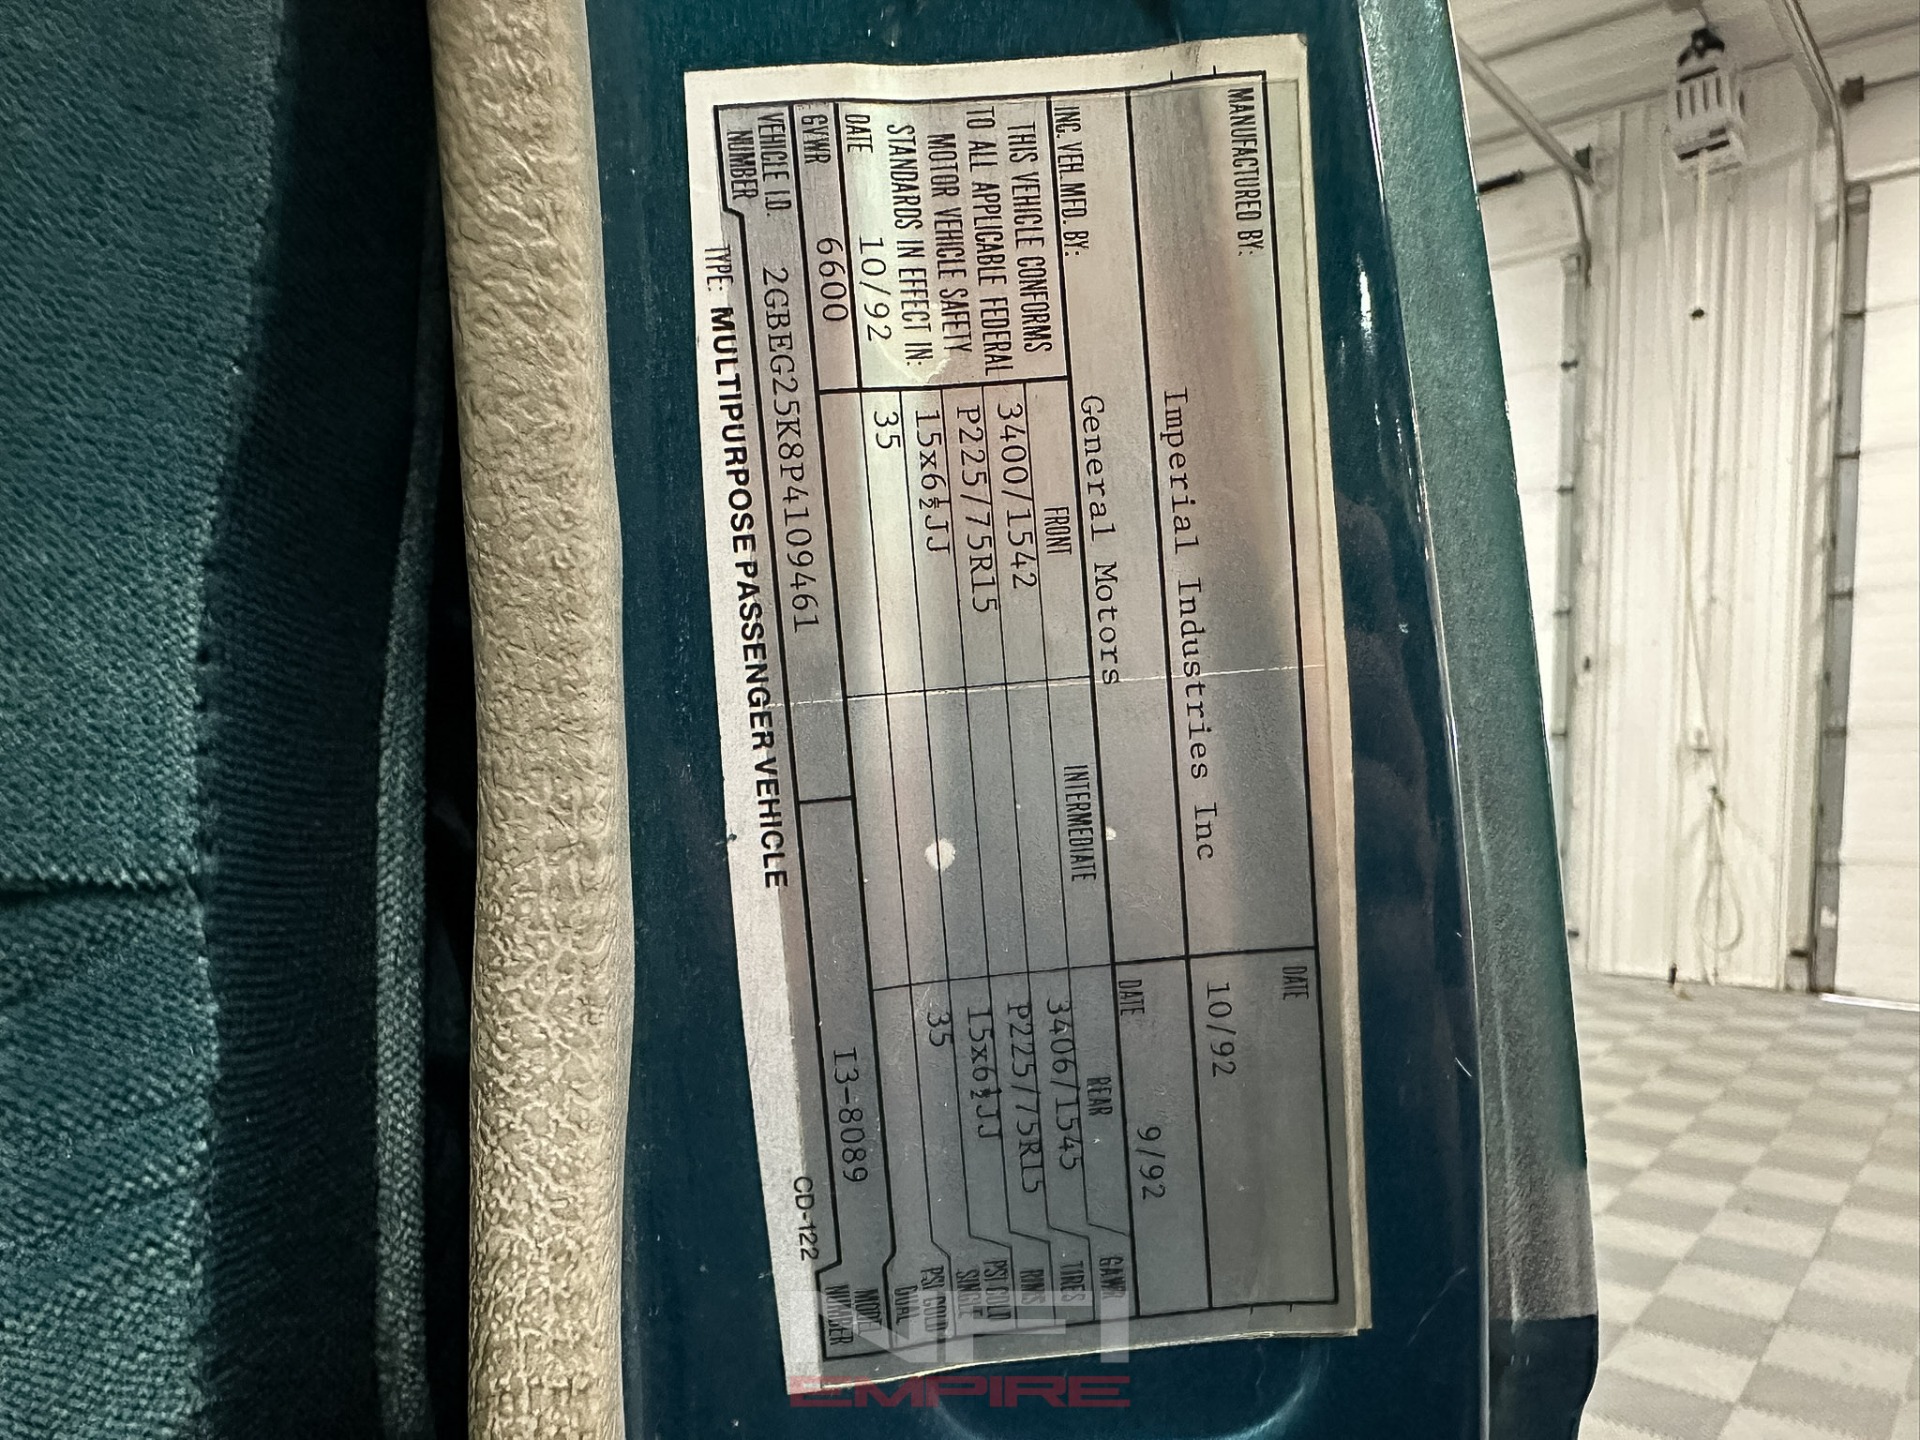 MANUFACTURED BY: DATE
Imperial Industries Inc 10/92
INC. VEH. MFD. BY: DATE
General Motors 9/92
THIS VEHICLE CONFORMS
TO ALL APPLICABLE FEDERAL
MOTOR VEHICLE SAFETY
STANDARDS IN EFFECT IN:
DATE 10/92
FRONT INTERMEDIATE REAR
3400/1542 3406/1545 GAWR
P225/75R15 P225/75R15 TIRES
15x6½JJ 15x6½JJ RIMS
35 35 PSI COLD
SINGLE
PSI COLD
DUAL
GVWR 6600
VEHICLE I.D.
NUMBER
2GBEG25K8P4109461 I3-8089
MODEL
NUMBER
TYPE: MULTIPURPOSE PASSENGER VEHICLE CD-122
NFI
EMPIRE